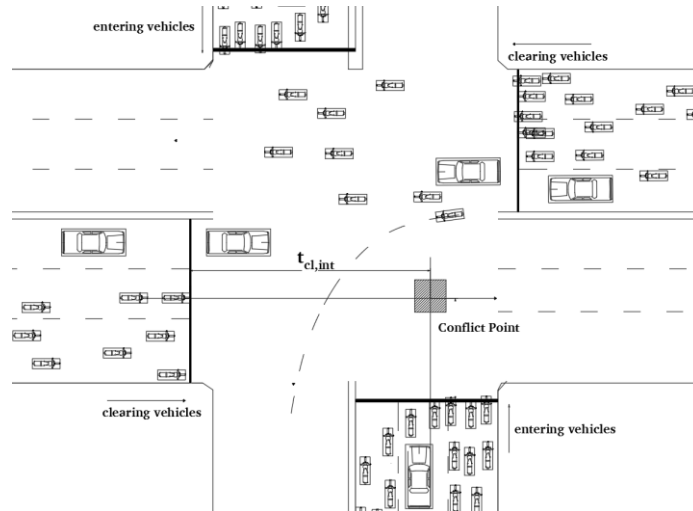 entering vehicles
clearing vehicles
t cl,int
Conflict Point
clearing vehicles
entering vehicles